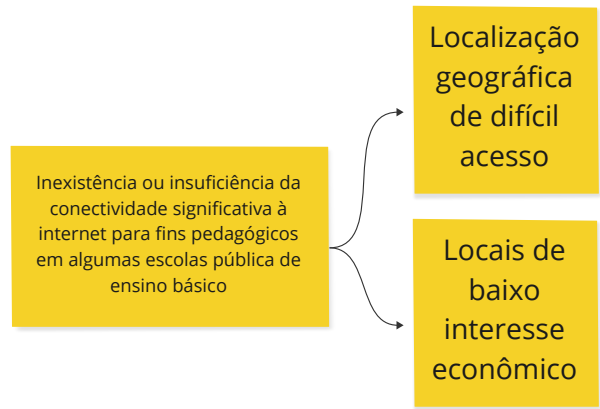 Inexistência ou insuficiência da
conectividade significativa à
internet para fins pedagógicos
em algumas escolas pública de
ensino básico
Localização
geográfica
de difícil
acesso
Locais de
baixo
interesse
econômico